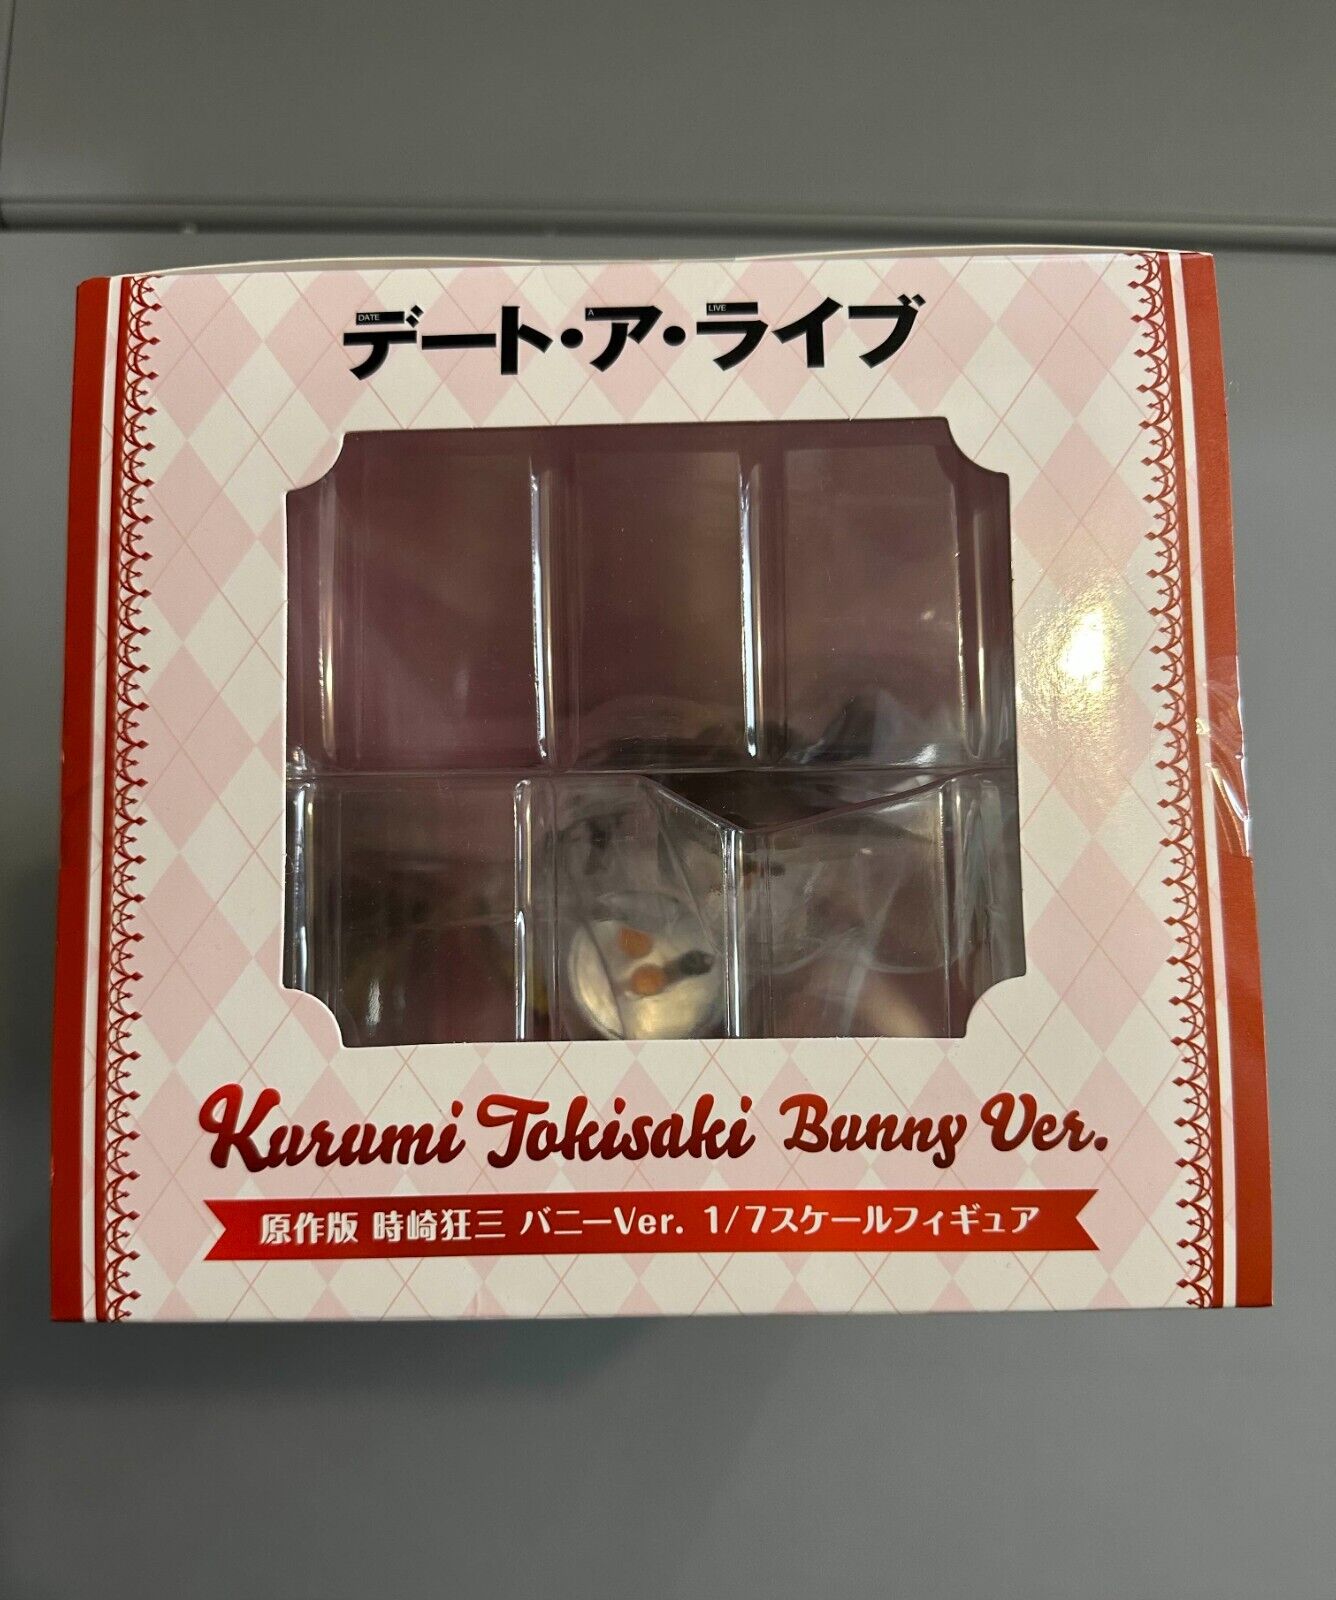 DATE A LIVE
デート・ア・ライブ
Kurumi Tokisaki Bunny Ver.
原作版 時崎狂三 バニーVer. 1/7スケールフィギュア